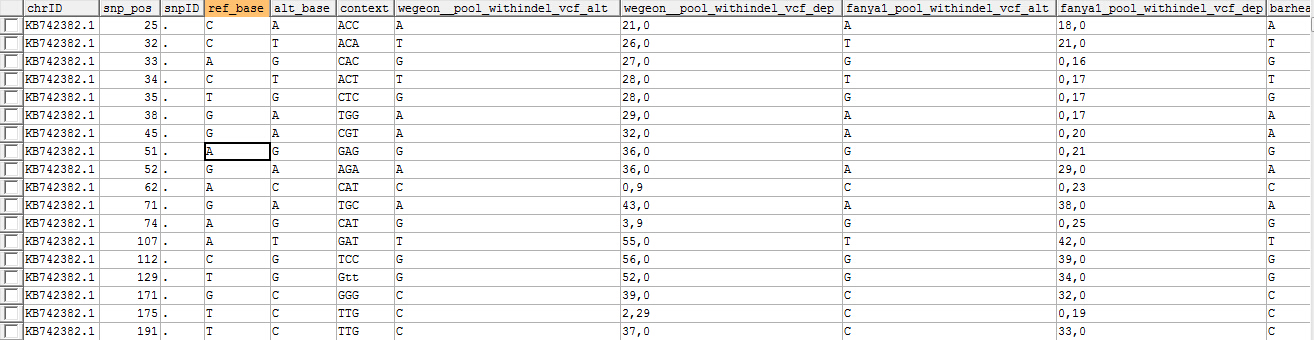 chrID snp_pos snpID ref_base alt_base context wegeon__pool_withindel_vcf_alt wegeon__pool_withindel_vcf_dep fanya1_pool_withindel_vcf_alt fanya1_pool_withindel_vcf_dep barhea
KB742382.1 25 . C A ACC A 21,0 A 18,0 A
KB742382.1 32 . C T ACA T 26,0 T 21,0 T
KB742382.1 33 . A G CAC G 27,0 G 0,16 G
KB742382.1 34 . C T ACT T 28,0 T 0,17 T
KB742382.1 35 . T G CTC G 28,0 G 0,17 G
KB742382.1 38 . G A TGG A 29,0 A 0,17 A
KB742382.1 45 . G A CGT A 32,0 A 0,20 A
KB742382.1 51 . A G GAG G 36,0 G 0,21 G
KB742382.1 52 . G A AGA A 36,0 A 29,0 A
KB742382.1 62 . A C CAT C 0,9 C 0,23 C
KB742382.1 71 . G A TGC A 43,0 A 38,0 A
KB742382.1 74 . A G CAT G 3,9 G 0,25 G
KB742382.1 107 . A T GAT T 55,0 T 42,0 T
KB742382.1 112 . C G TCC G 56,0 G 39,0 G
KB742382.1 129 . T G Gtt G 52,0 G 34,0 G
KB742382.1 171 . G C GGG C 39,0 C 32,0 C
KB742382.1 175 . T C TTG C 2,29 C 0,19 C
KB742382.1 191 . T C TTG C 37,0 C 33,0 C